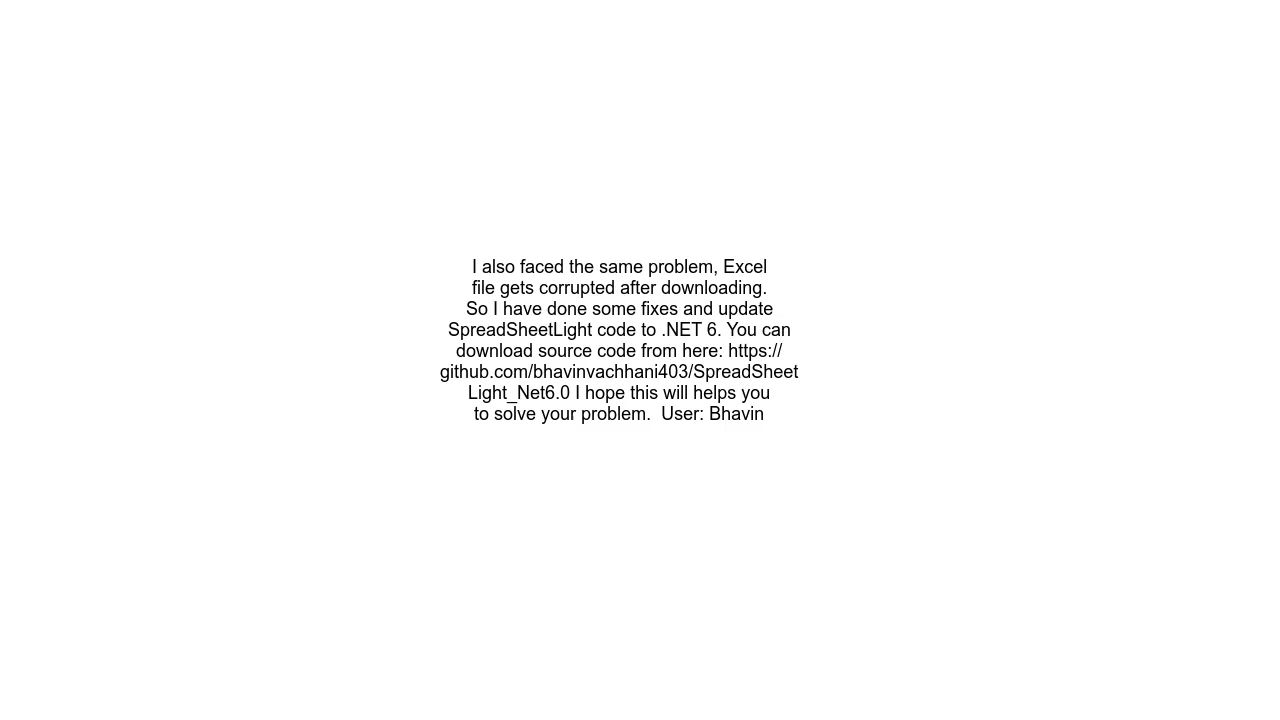 I also faced the same problem, Excel
file gets corrupted after downloading.
So I have done some fixes and update
SpreadSheetLight code to .NET 6. You can
download source code from here: https://
github.com/bhavinvachhani403/SpreadSheet
Light_Net6.0 I hope this will helps you
to solve your problem.  User: Bhavin